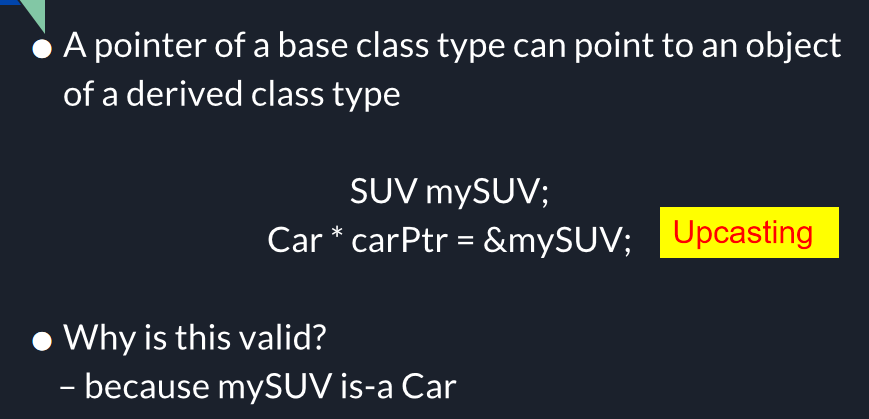 ● A pointer of a base class type can point to an object
of a derived class type
SUV mySUV;
Car * carPtr = &mySUV;
Upcasting
● Why is this valid?
– because mySUV is-a Car